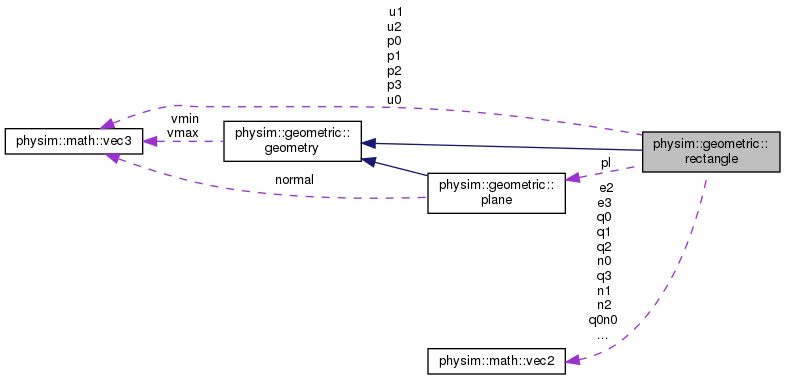 u1
u2
p0
p1
p2
p3
u0
vmin
vmax
physim::math::vec3
physim::geometric::
geometry
physim::geometric::
rectangle
pl
normal
physim::geometric::
plane
e2
e3
q0
q1
q2
n0
q3
n1
n2
q0n0
...
physim::math::vec2